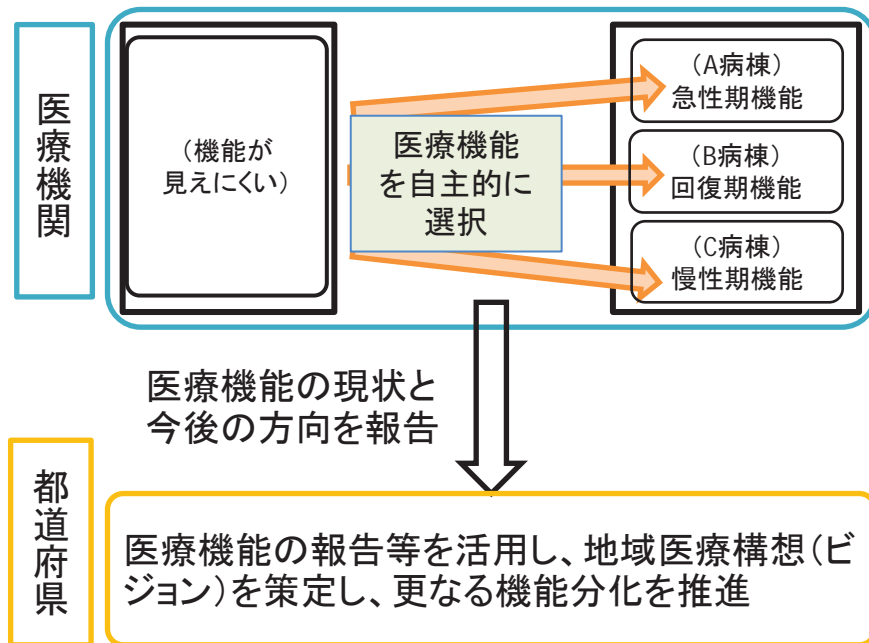 医療機関
(機能が
見えにくい)
医療機能
を自主的に
選択
(A病棟)
急性期機能
(B病棟)
回復期機能
(C病棟)
慢性期機能
医療機能の現状と
今後の方向を報告
都道府県
医療機能の報告等を活用し、地域医療構想(ビ
ジョン)を策定し、更なる機能分化を推進